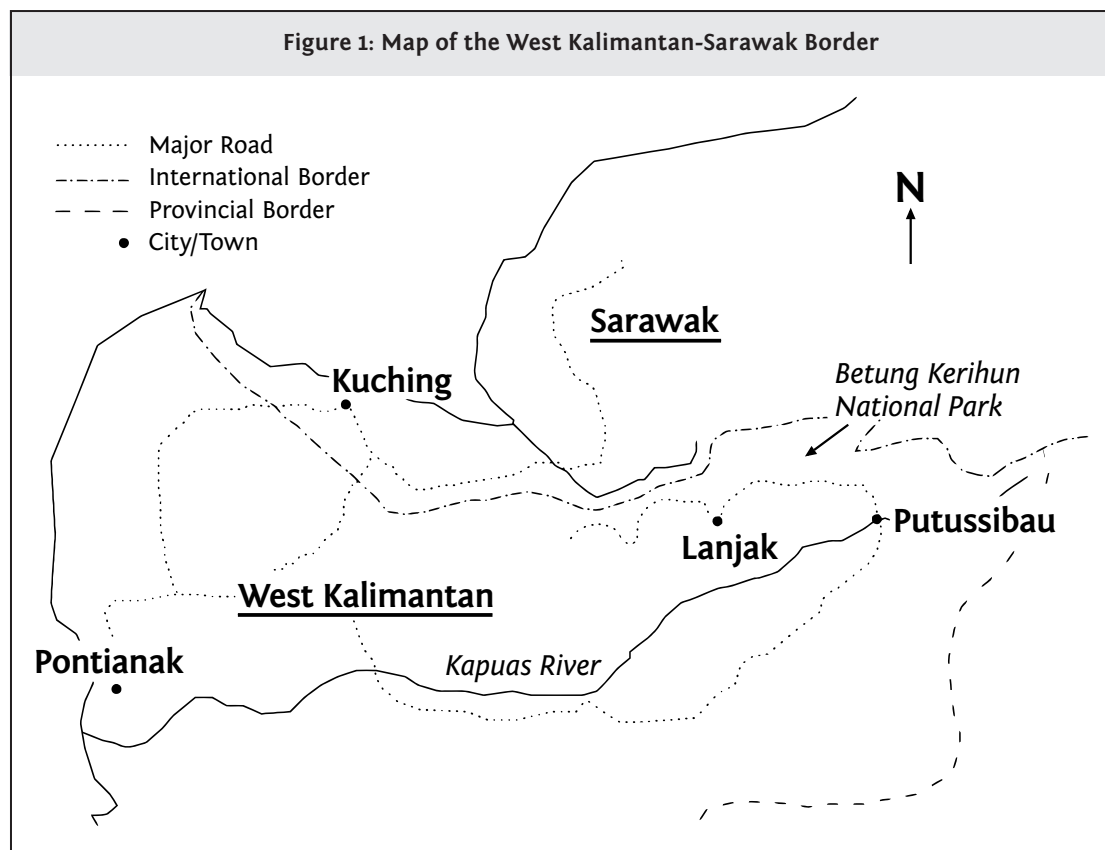 Figure 1: Map of the West Kalimantan-Sarawak Border
Major Road
International Border
Provincial Border
City/Town
N
Sarawak
Kuching
Betung Kerihun
National Park
Putussibau
Lanjak
West Kalimantan
Pontianak
Kapuas River